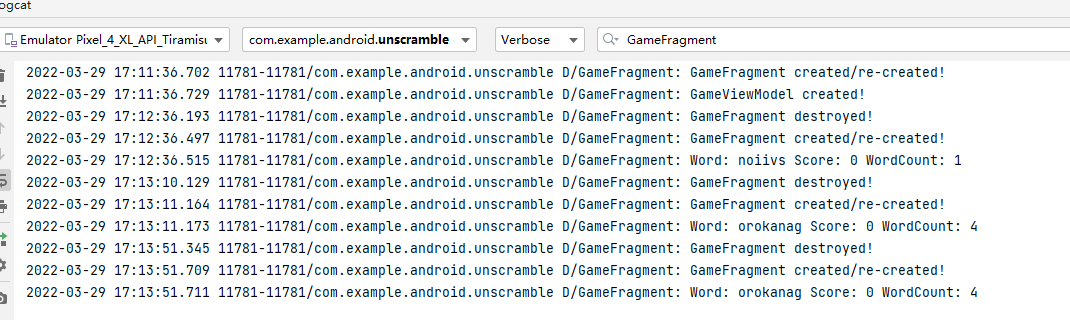 ogcat
Emulator Pixel_4_XL_API_Tiramisu com.example.android.unscramble Verbose GameFragment
2022-03-29 17:11:36.702 11781-11781/com.example.android.unscramble D/GameFragment: GameFragment created/re-created!
2022-03-29 17:11:36.729 11781-11781/com.example.android.unscramble D/GameFragment: GameViewModel created!
2022-03-29 17:12:36.193 11781-11781/com.example.android.unscramble D/GameFragment: GameFragment destroyed!
2022-03-29 17:12:36.497 11781-11781/com.example.android.unscramble D/GameFragment: GameFragment created/re-created!
2022-03-29 17:12:36.515 11781-11781/com.example.android.unscramble D/GameFragment: Word: noiivs Score: 0 WordCount: 1
2022-03-29 17:13:10.129 11781-11781/com.example.android.unscramble D/GameFragment: GameFragment destroyed!
2022-03-29 17:13:11.164 11781-11781/com.example.android.unscramble D/GameFragment: GameFragment created/re-created!
2022-03-29 17:13:11.173 11781-11781/com.example.android.unscramble D/GameFragment: Word: orokanag Score: 0 WordCount: 4
2022-03-29 17:13:51.345 11781-11781/com.example.android.unscramble D/GameFragment: GameFragment destroyed!
2022-03-29 17:13:51.709 11781-11781/com.example.android.unscramble D/GameFragment: GameFragment created/re-created!
2022-03-29 17:13:51.711 11781-11781/com.example.android.unscramble D/GameFragment: Word: orokanag Score: 0 WordCount: 4